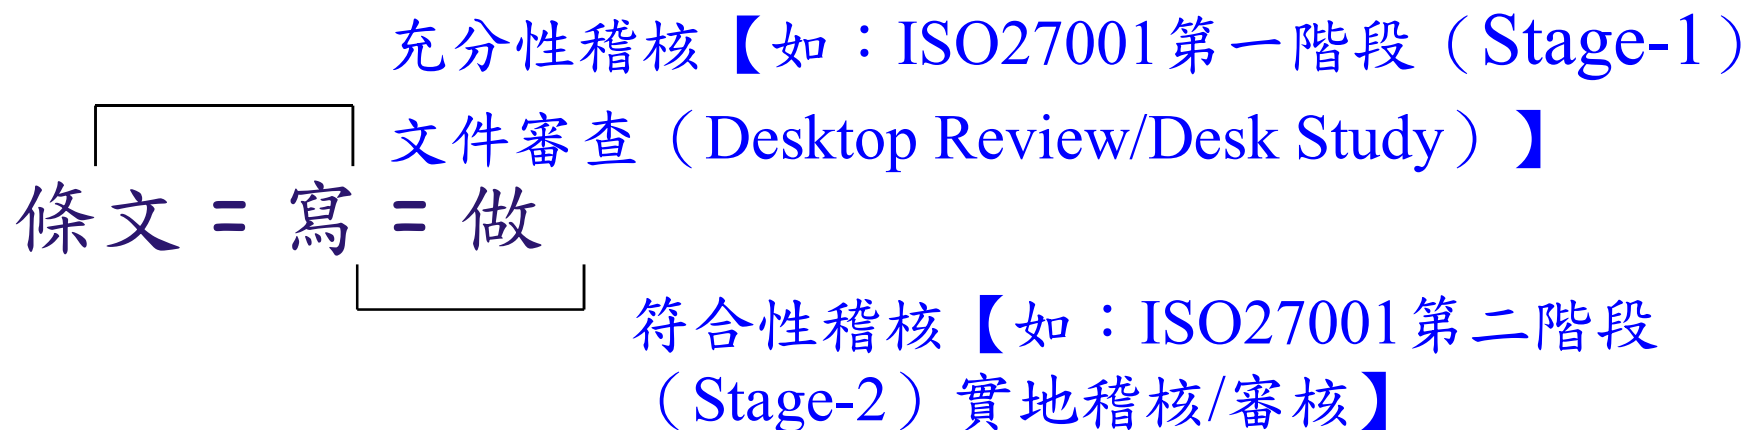 充分性稽核【如：ISO27001第一階段（Stage-1）
文件審查（Desktop Review/Desk Study）】
條文 = 寫 = 做
符合性稽核【如：ISO27001第二階段
（Stage-2）實地稽核/審核】